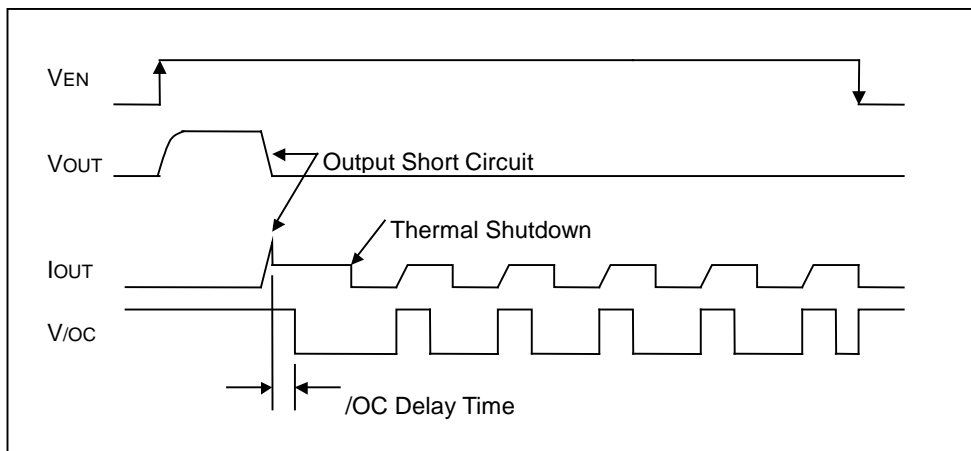 VEN
VOUT
Output Short Circuit
Thermal Shutdown
IOUT
V/OC
/OC Delay Time